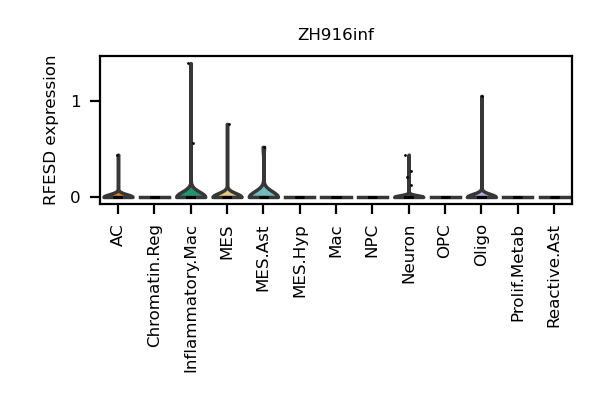 ZH916inf
RFESD expression
1
0
AC
Chromatin.Reg
Inflammatory.Mac
MES
MES.Ast
MES.Hyp
Mac
NPC
Neuron
OPC
Oligo
Prolif.Metab
Reactive.Ast